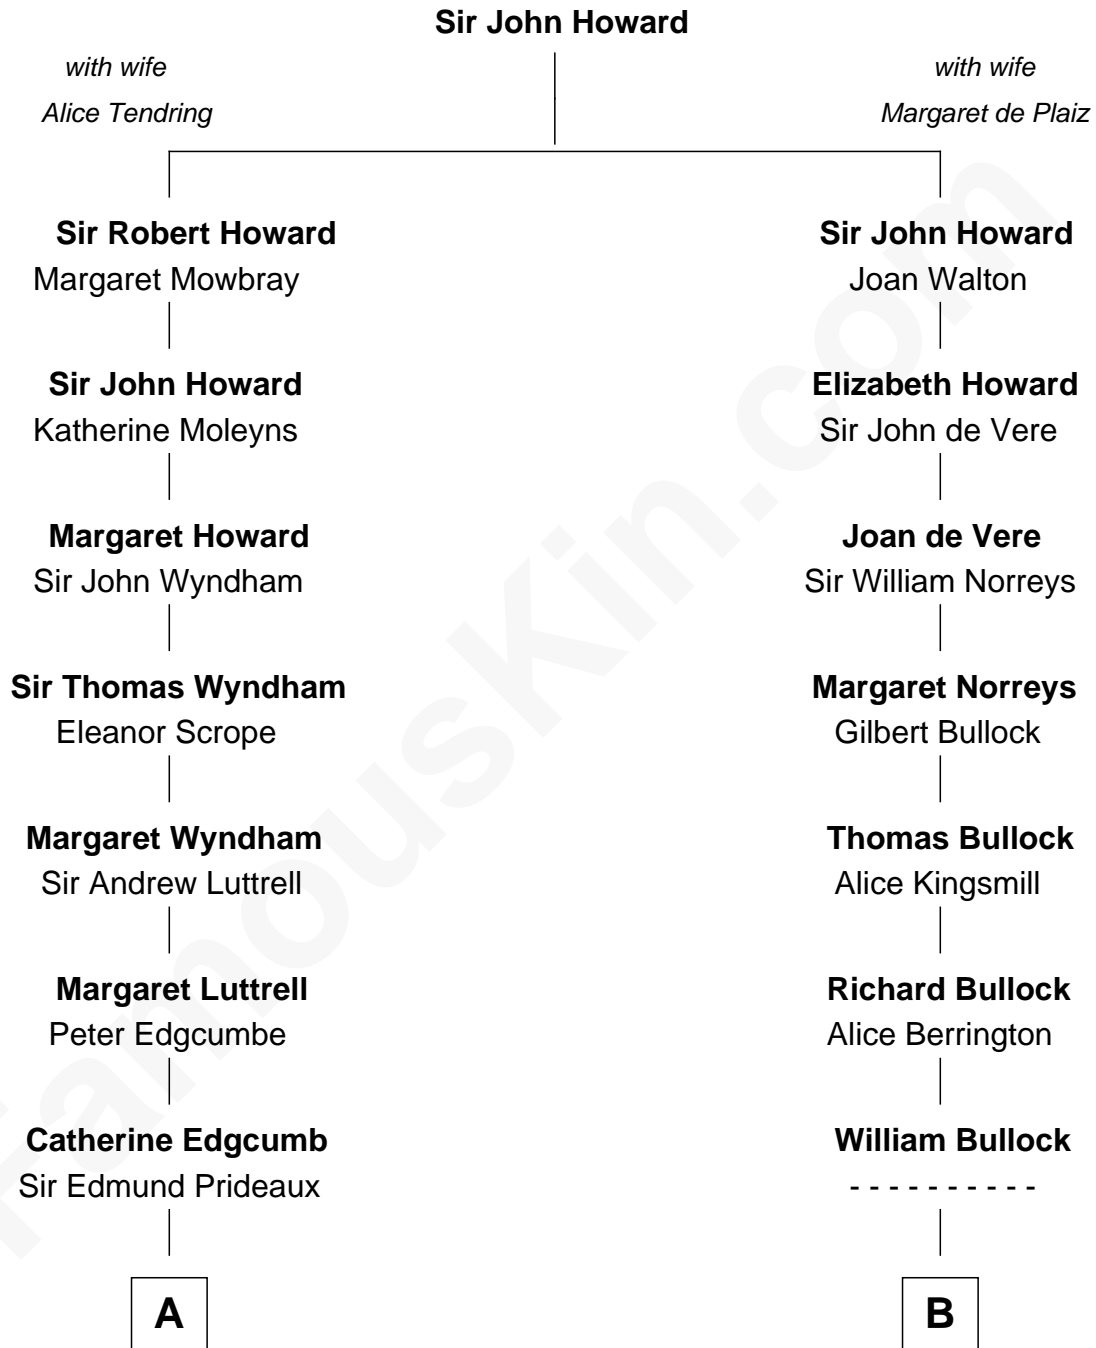 Sir John Howard
with wife
Alice Tendring
with wife
Margaret de Plaiz
Sir Robert Howard
Margaret Mowbray
Sir John Howard
Joan Walton
Sir John Howard
Katherine Moleyns
Elizabeth Howard
Sir John de Vere
Margaret Howard
Sir John Wyndham
Joan de Vere
Sir William Norreys
Sir Thomas Wyndham
Eleanor Scrope
Margaret Norreys
Gilbert Bullock
Margaret Wyndham
Sir Andrew Luttrell
Thomas Bullock
Alice Kingsmill
Margaret Luttrell
Peter Edgcumbe
Richard Bullock
Alice Berrington
Catherine Edgcumb
Sir Edmund Prideaux
William Bullock
- - - - - - - - - -
A
B
FamousKin.com